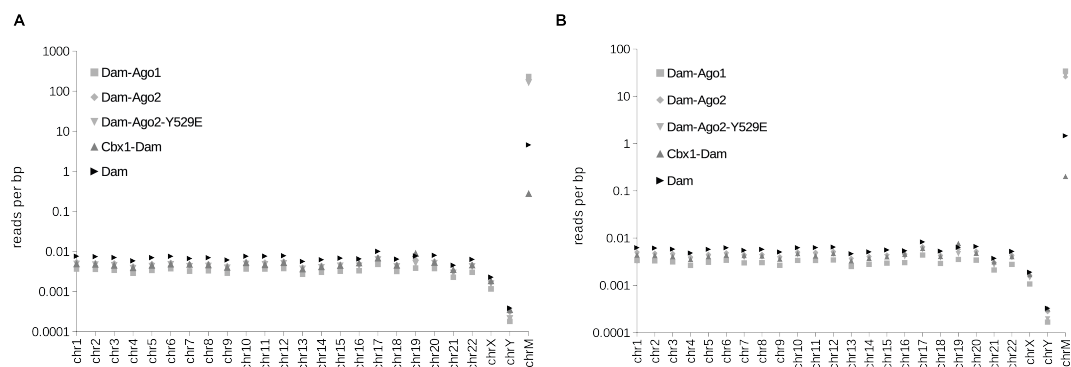 A
1000
100
10
1
0.1
0.01
0.001
0.0001
reads per bp
Dam-Ago1
Dam-Ago2
Dam-Ago2-Y529E
Cbx1-Dam
Dam
chr1
chr2
chr3
chr4
chr5
chr6
chr7
chr8
chr9
chr10
chr11
chr12
chr13
chr14
chr15
chr16
chr17
chr18
chr19
chr20
chr21
chr22
chrX
chrY
chrM
B
100
10
1
0.1
0.01
0.001
0.0001
reads per bp
Dam-Ago1
Dam-Ago2
Dam-Ago2-Y529E
Cbx1-Dam
Dam
chr1
chr2
chr3
chr4
chr5
chr6
chr7
chr8
chr9
chr10
chr11
chr12
chr13
chr14
chr15
chr16
chr17
chr18
chr19
chr20
chr21
chr22
chrX
chrY
chrM